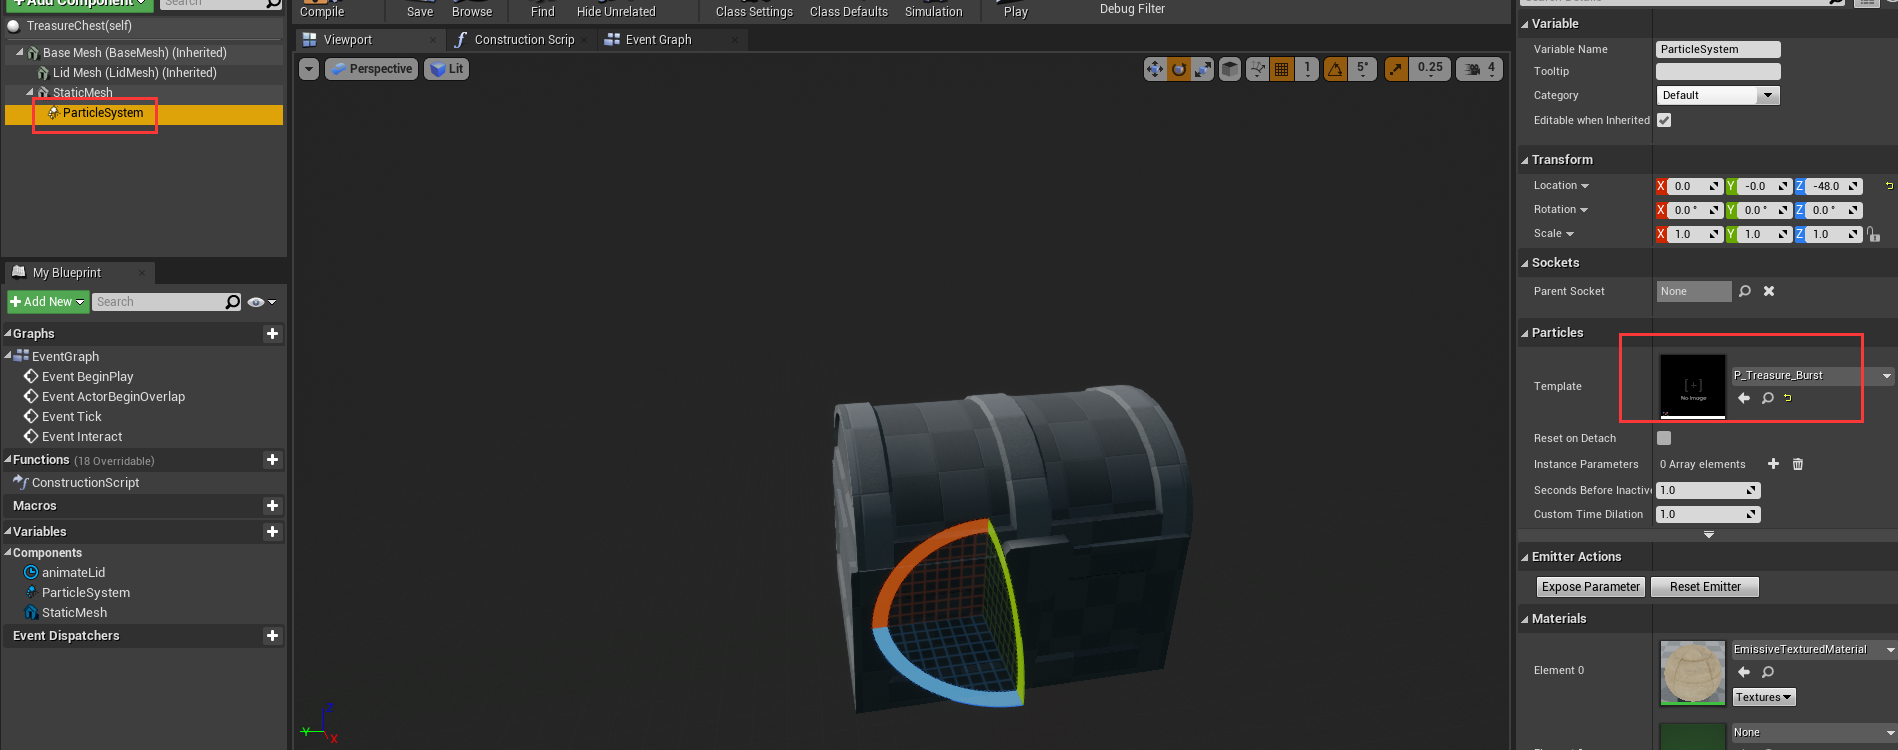 Add Component
Search
TreasureChest(self)
Base Mesh (BaseMesh) (Inherited)
Lid Mesh (LidMesh) (Inherited)
StaticMesh
ParticleSystem
My Blueprint
Add New
Search
Graphs
EventGraph
Event BeginPlay
Event ActorBeginOverlap
Event Tick
Event Interact
Functions (18 Overridable)
ConstructionScript
Macros
Variables
Components
animateLid
ParticleSystem
StaticMesh
Event Dispatchers
Compile
Save
Browse
Find
Hide Unrelated
Class Settings
Class Defaults
Simulation
Play
Debug Filter
Viewport
Construction Scrip
Event Graph
Perspective
Lit
1
5°
0.25
4
Z
Y
X
Search Details
Variable
Variable Name
ParticleSystem
Tooltip
Category
Default
Editable when Inherited
Transform
Location
X 0.0 Y -0.0 Z -48.0
Rotation
X 0.0 ° Y 0.0 ° Z 0.0 °
Scale
X 1.0 Y 1.0 Z 1.0
Sockets
Parent Socket
None
Particles
Template
[+]
No Image
P_Treasure_Burst
Reset on Detach
Instance Parameters
0 Array elements
Seconds Before Inactiv
1.0
Custom Time Dilation
1.0
Emitter Actions
Expose Parameter
Reset Emitter
Materials
Element 0
EmissiveTexturedMaterial
Textures
None